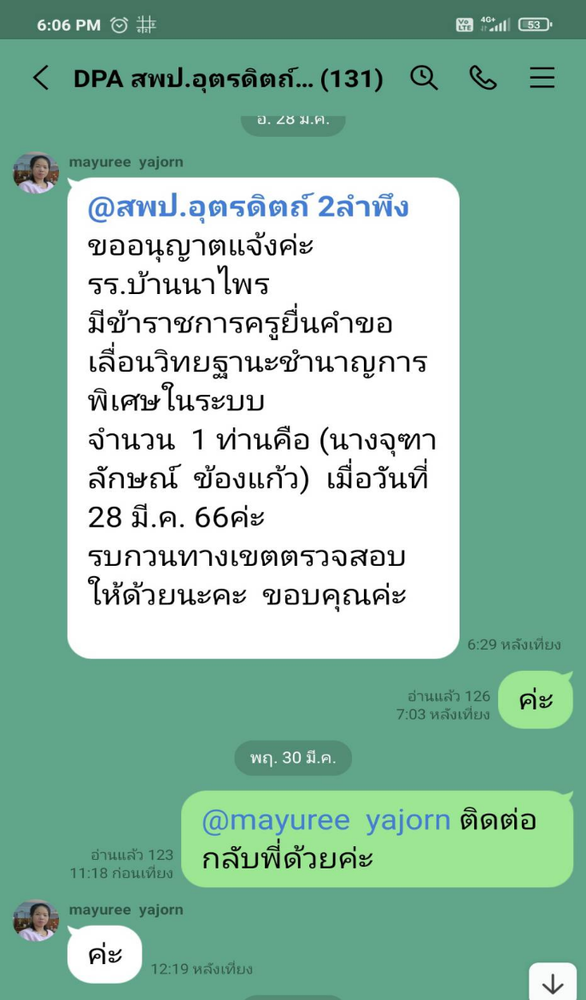 6:06 PM
Vo LTE 4G+ 53
DPA สพป.อุตรดิตถ์... (131)
อ. 28 มี.ค.
mayuree yajorn
@สพป.อุตรดิตถ์ 2ลำพึง
ขออนุญาตแจ้งค่ะ
รร.บ้านนาไพร
มีข้าราชการครูยื่นคำขอ
เลื่อนวิทยฐานะชำนาญการ
พิเศษในระบบ
จำนวน 1 ท่านคือ (นางจุฑา
ลักษณ์ ข้องแก้ว) เมื่อวันที่
28 มี.ค. 66ค่ะ
รบกวนทางเขตตรวจสอบ
ให้ด้วยนะคะ ขอบคุณค่ะ
6:29 หลังเที่ยง
อ่านแล้ว 126
7:03 หลังเที่ยง
ค่ะ
พฤ. 30 มี.ค.
@mayuree yajorn ติดต่อ
กลับพี่ด้วยค่ะ
อ่านแล้ว 123
11:18 ก่อนเที่ยง
mayuree yajorn
ค่ะ
12:19 หลังเที่ยง